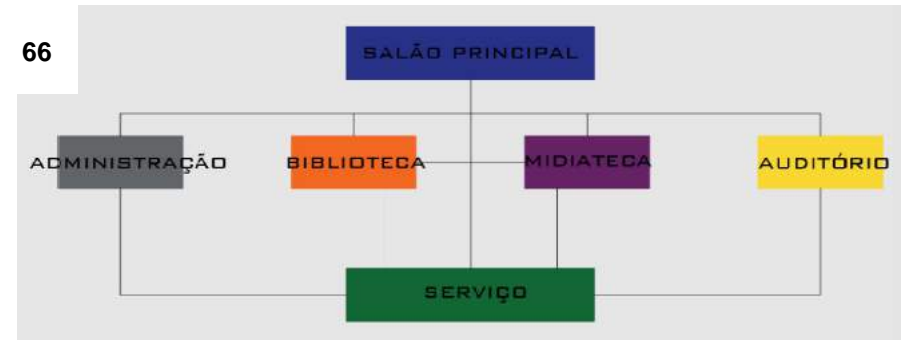 66
SALÃO PRINCIPAL
ADMINISTRAÇÃO
BIBLIOTECA
MIDIATECA
AUDITÓRIO
SERVIÇO